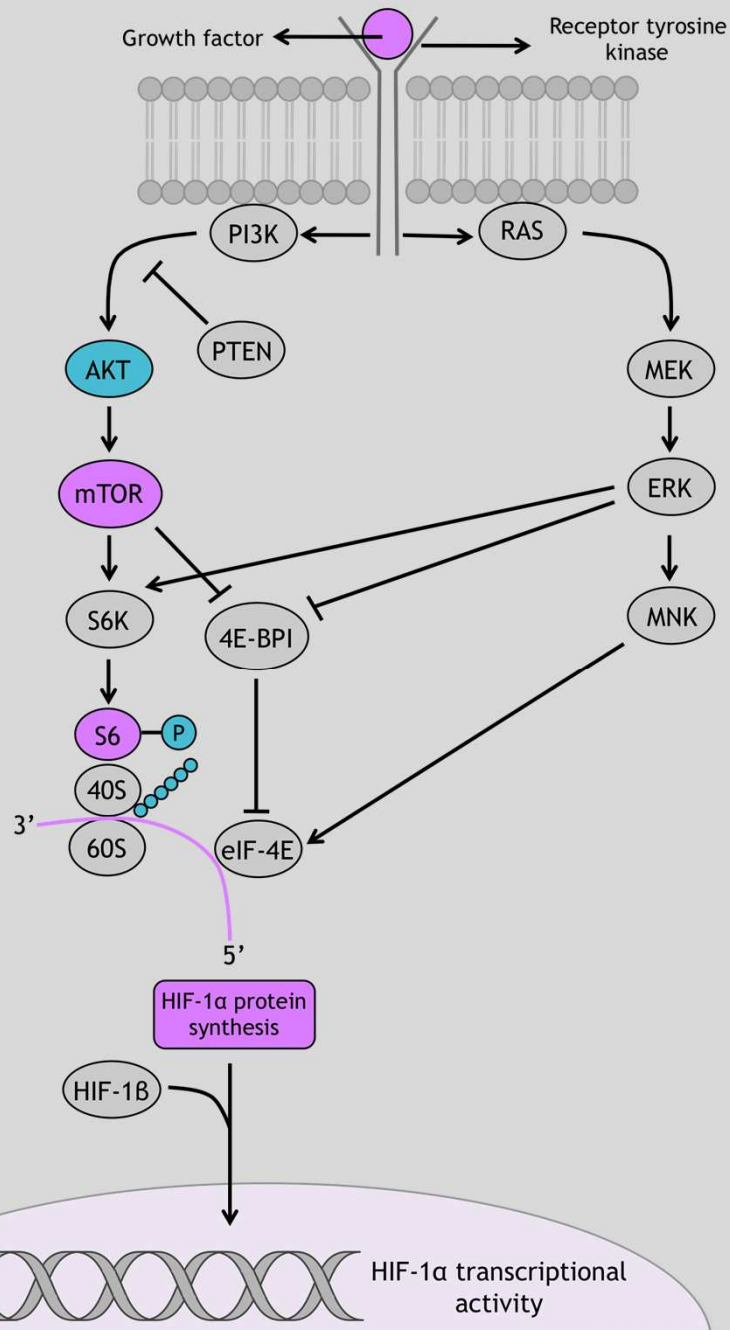 Growth factor
Receptor tyrosine
kinase
PI3K
RAS
PTEN
AKT
MEK
mTOR
ERK
S6K
4E-BPI
MNK
S6
P
40S
3’
60S
eIF-4E
5’
HIF-1α protein
synthesis
HIF-1ß
HIF-1α transcriptional
activity